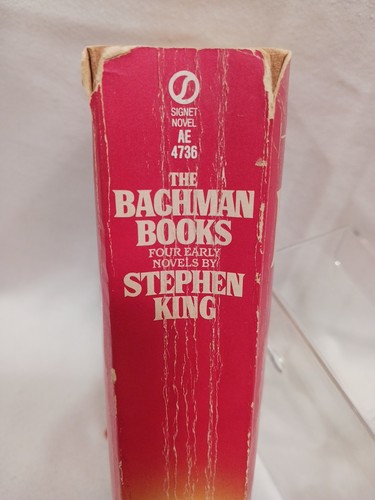 SIGNET
NOVEL
AE
4736
THE
BACHMAN
BOOKS
FOUR EARLY
NOVELS BY
STEPHEN
KING